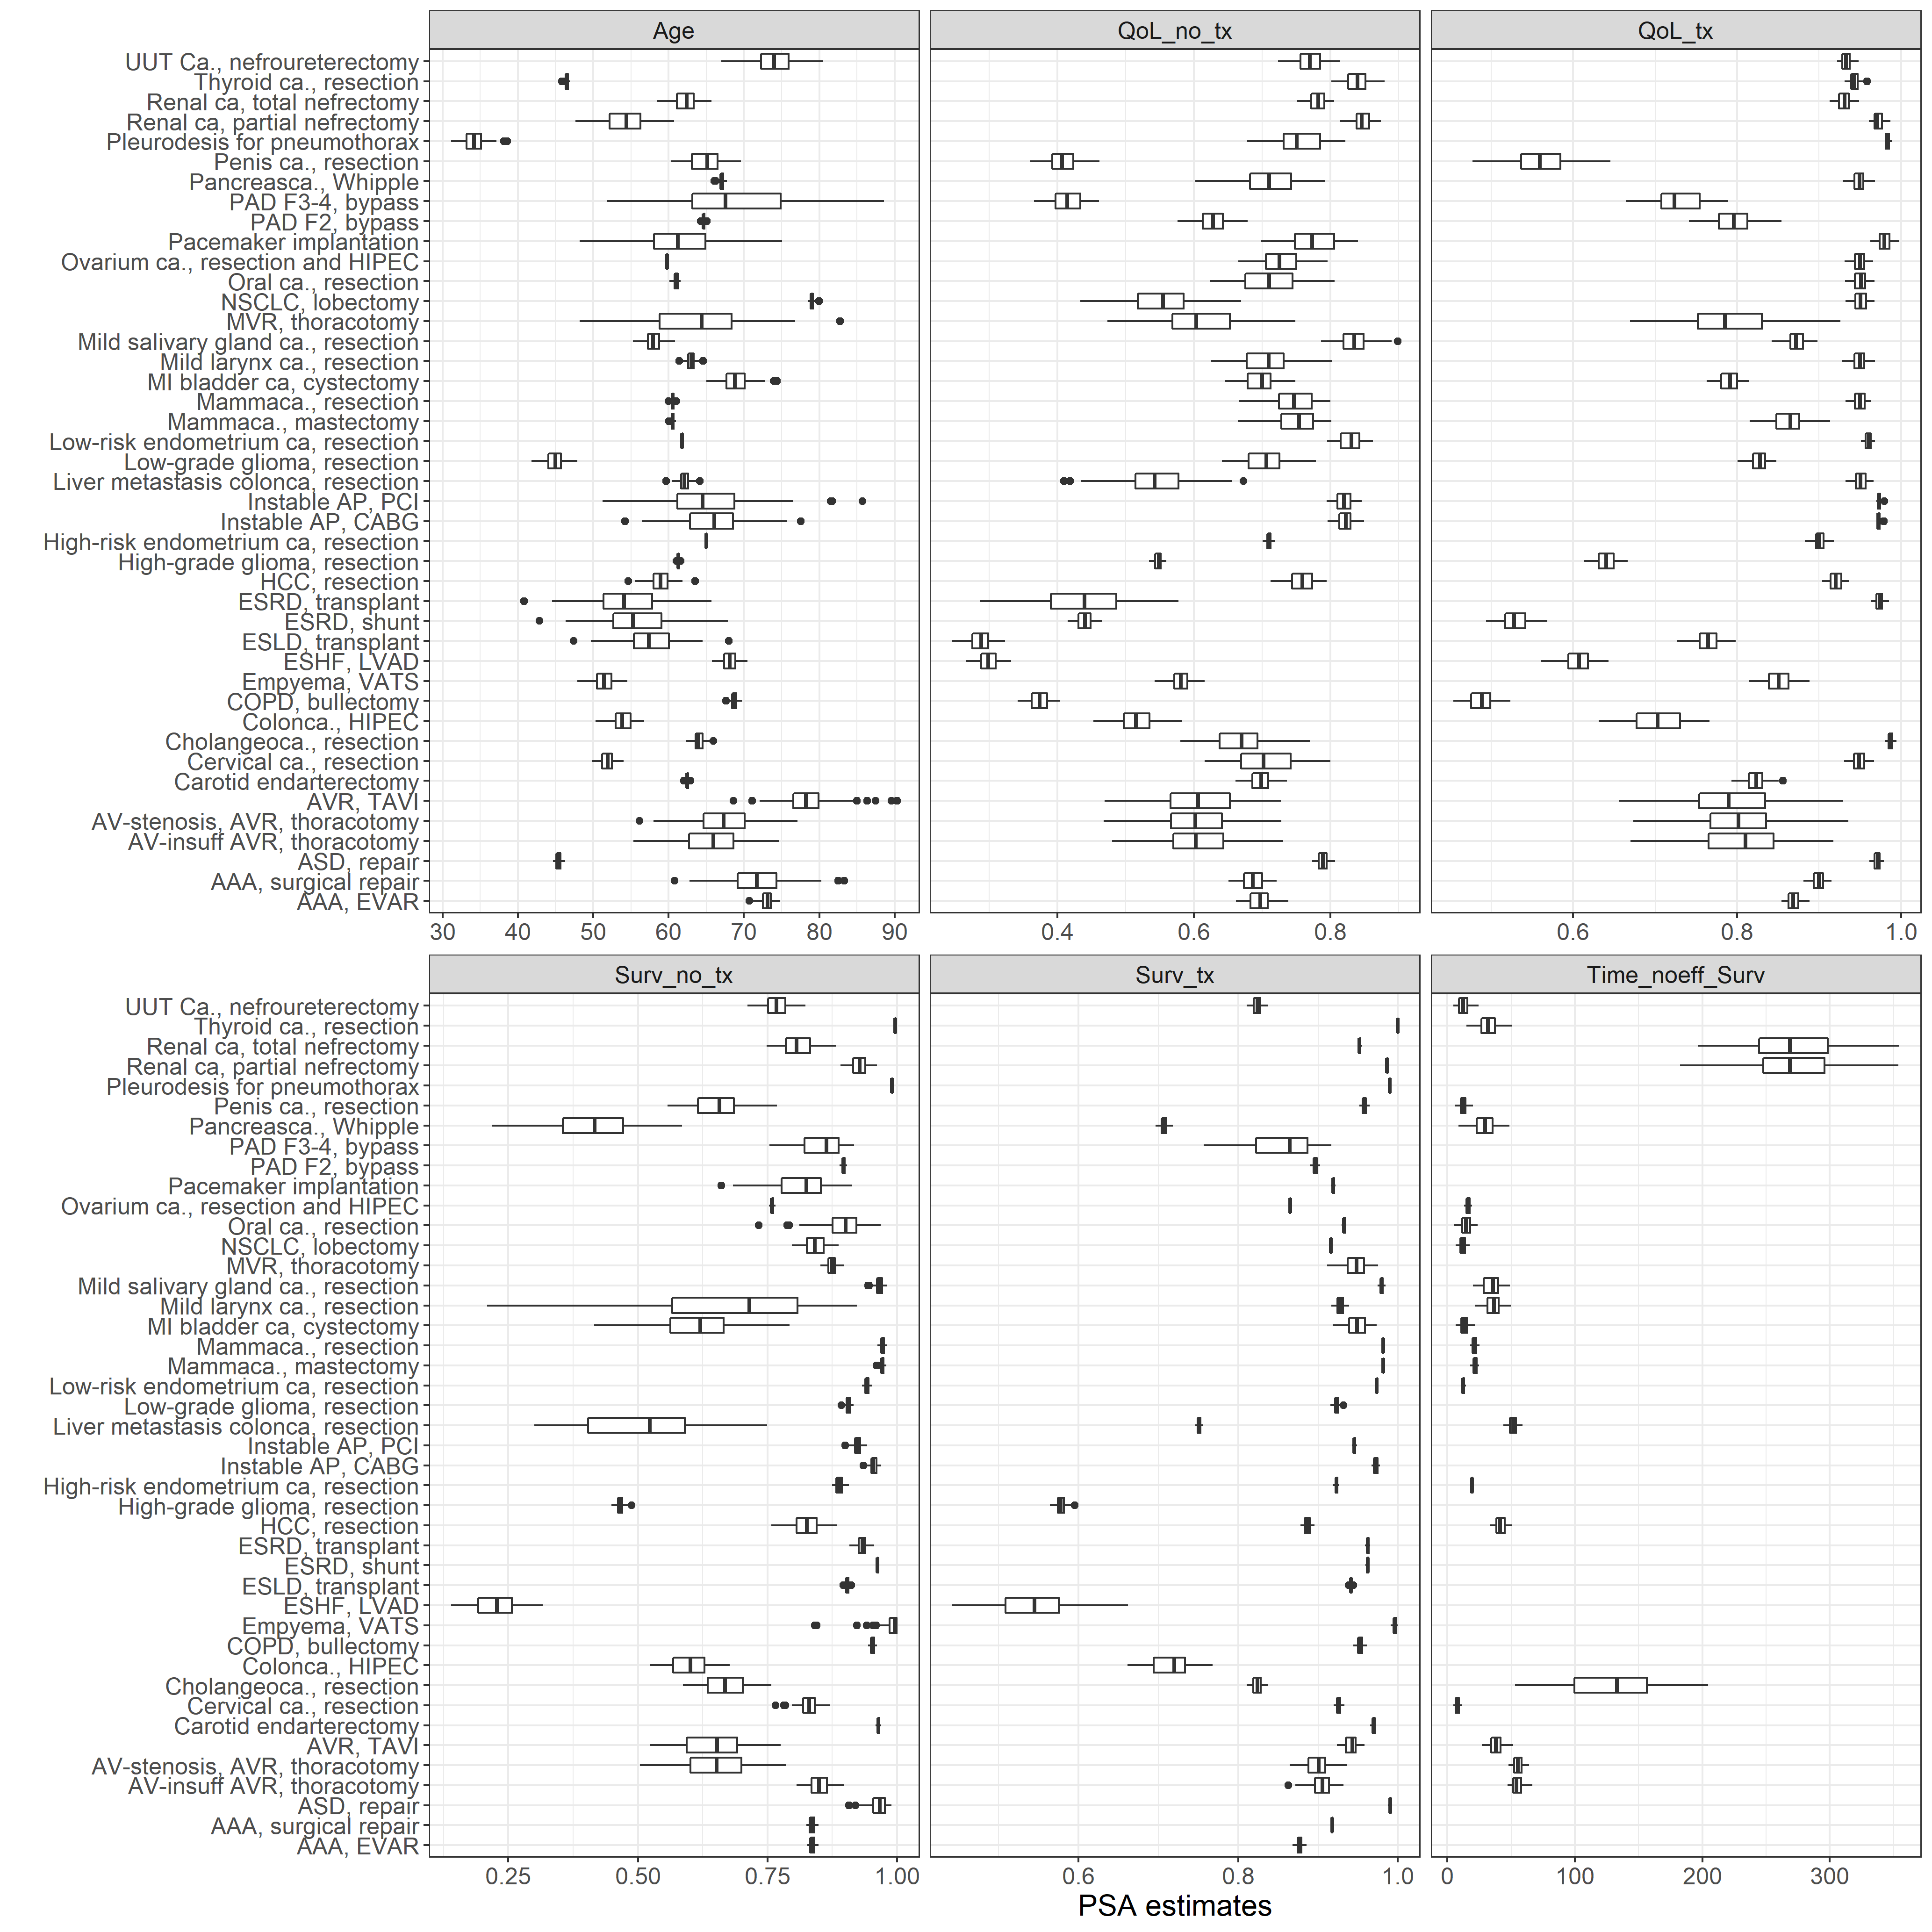 Age QoL_no_tx QoL_tx
UUT Ca., nefroureterectomy
Thyroid ca., resection
Renal ca, total nefrectomy
Renal ca, partial nefrectomy
Pleurodesis for pneumothorax
Penis ca., resection
Pancreasca., Whipple
PAD F3-4, bypass
PAD F2, bypass
Pacemaker implantation
Ovarium ca., resection and HIPEC
Oral ca., resection
NSCLC, lobectomy
MVR, thoracotomy
Mild salivary gland ca., resection
Mild larynx ca., resection
MI bladder ca, cystectomy
Mammaca., resection
Mammaca., mastectomy
Low-risk endometrium ca, resection
Low-grade glioma, resection
Liver metastasis colonca, resection
Instable AP, PCI
Instable AP, CABG
High-risk endometrium ca, resection
High-grade glioma, resection
HCC, resection
ESRD, transplant
ESRD, shunt
ESLD, transplant
ESHF, LVAD
Empyema, VATS
COPD, bullectomy
Colonca., HIPEC
Cholangeoca., resection
Cervical ca., resection
Carotid endarterectomy
AVR, TAVI
AV-stenosis, AVR, thoracotomy
AV-insuff AVR, thoracotomy
ASD, repair
AAA, surgical repair
AAA, EVAR
30 40 50 60 70 80 90 0.4 0.6 0.8 0.6 0.8 1.0
Surv_no_tx Surv_tx Time_noeff_Surv
UUT Ca., nefroureterectomy
Thyroid ca., resection
Renal ca, total nefrectomy
Renal ca, partial nefrectomy
Pleurodesis for pneumothorax
Penis ca., resection
Pancreasca., Whipple
PAD F3-4, bypass
PAD F2, bypass
Pacemaker implantation
Ovarium ca., resection and HIPEC
Oral ca., resection
NSCLC, lobectomy
MVR, thoracotomy
Mild salivary gland ca., resection
Mild larynx ca., resection
MI bladder ca, cystectomy
Mammaca., resection
Mammaca., mastectomy
Low-risk endometrium ca, resection
Low-grade glioma, resection
Liver metastasis colonca, resection
Instable AP, PCI
Instable AP, CABG
High-risk endometrium ca, resection
High-grade glioma, resection
HCC, resection
ESRD, transplant
ESRD, shunt
ESLD, transplant
ESHF, LVAD
Empyema, VATS
COPD, bullectomy
Colonca., HIPEC
Cholangeoca., resection
Cervical ca., resection
Carotid endarterectomy
AVR, TAVI
AV-stenosis, AVR, thoracotomy
AV-insuff AVR, thoracotomy
ASD, repair
AAA, surgical repair
AAA, EVAR
0.25 0.50 0.75 1.00 0.6 0.8 1.0 0 100 200 300
PSA estimates